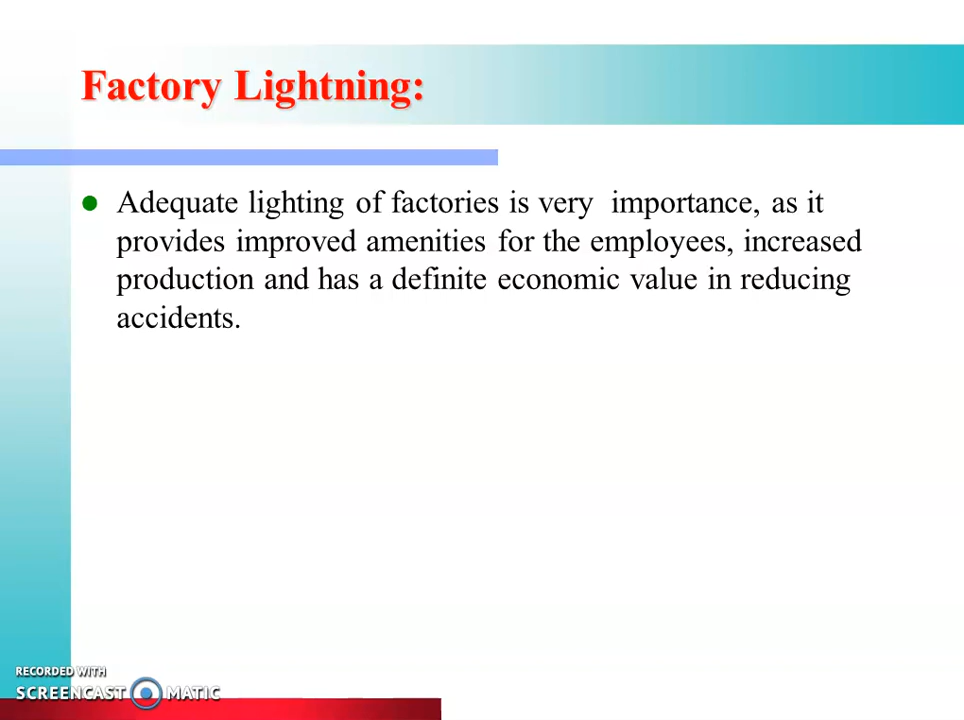 Factory Lightning:
Adequate lighting of factories is very  importance, as it
provides improved amenities for the employees, increased
production and has a definite economic value in reducing
accidents.
RECORDED WITH
SCREENCAST MATIC